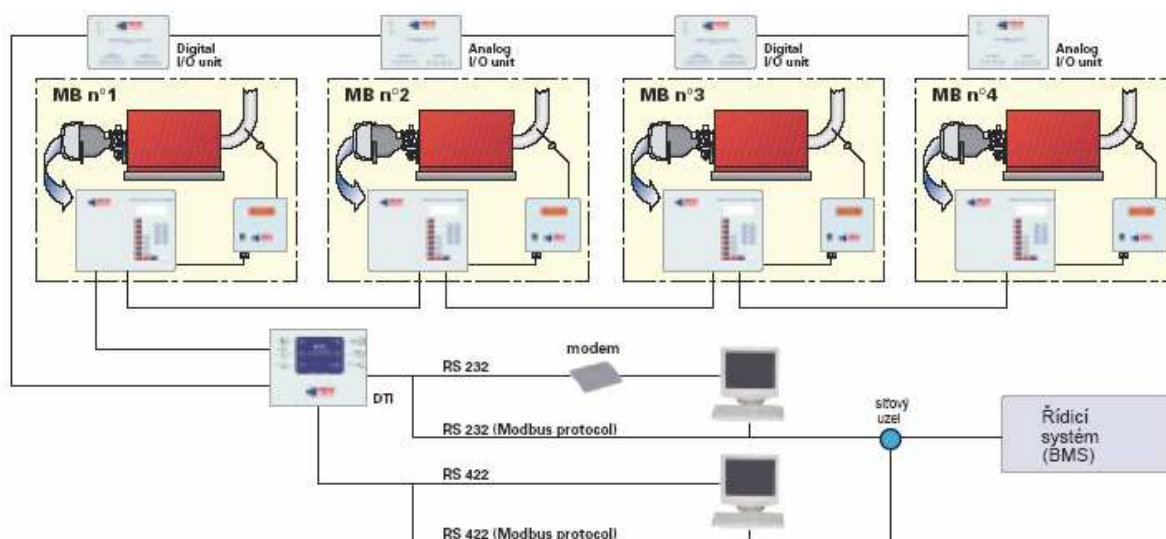 Digital
I/O unit
Analog
I/O unit
Digital
I/O unit
Analog
I/O unit
MB n°1
MB n°2
MB n°3
MB n°4
DTI
RS 232
modem
RS 232 (Modbus protocol)
síťový
uzel
Řídicí
systém
(BMS)
RS 422
RS 422 (Modbus protocol)